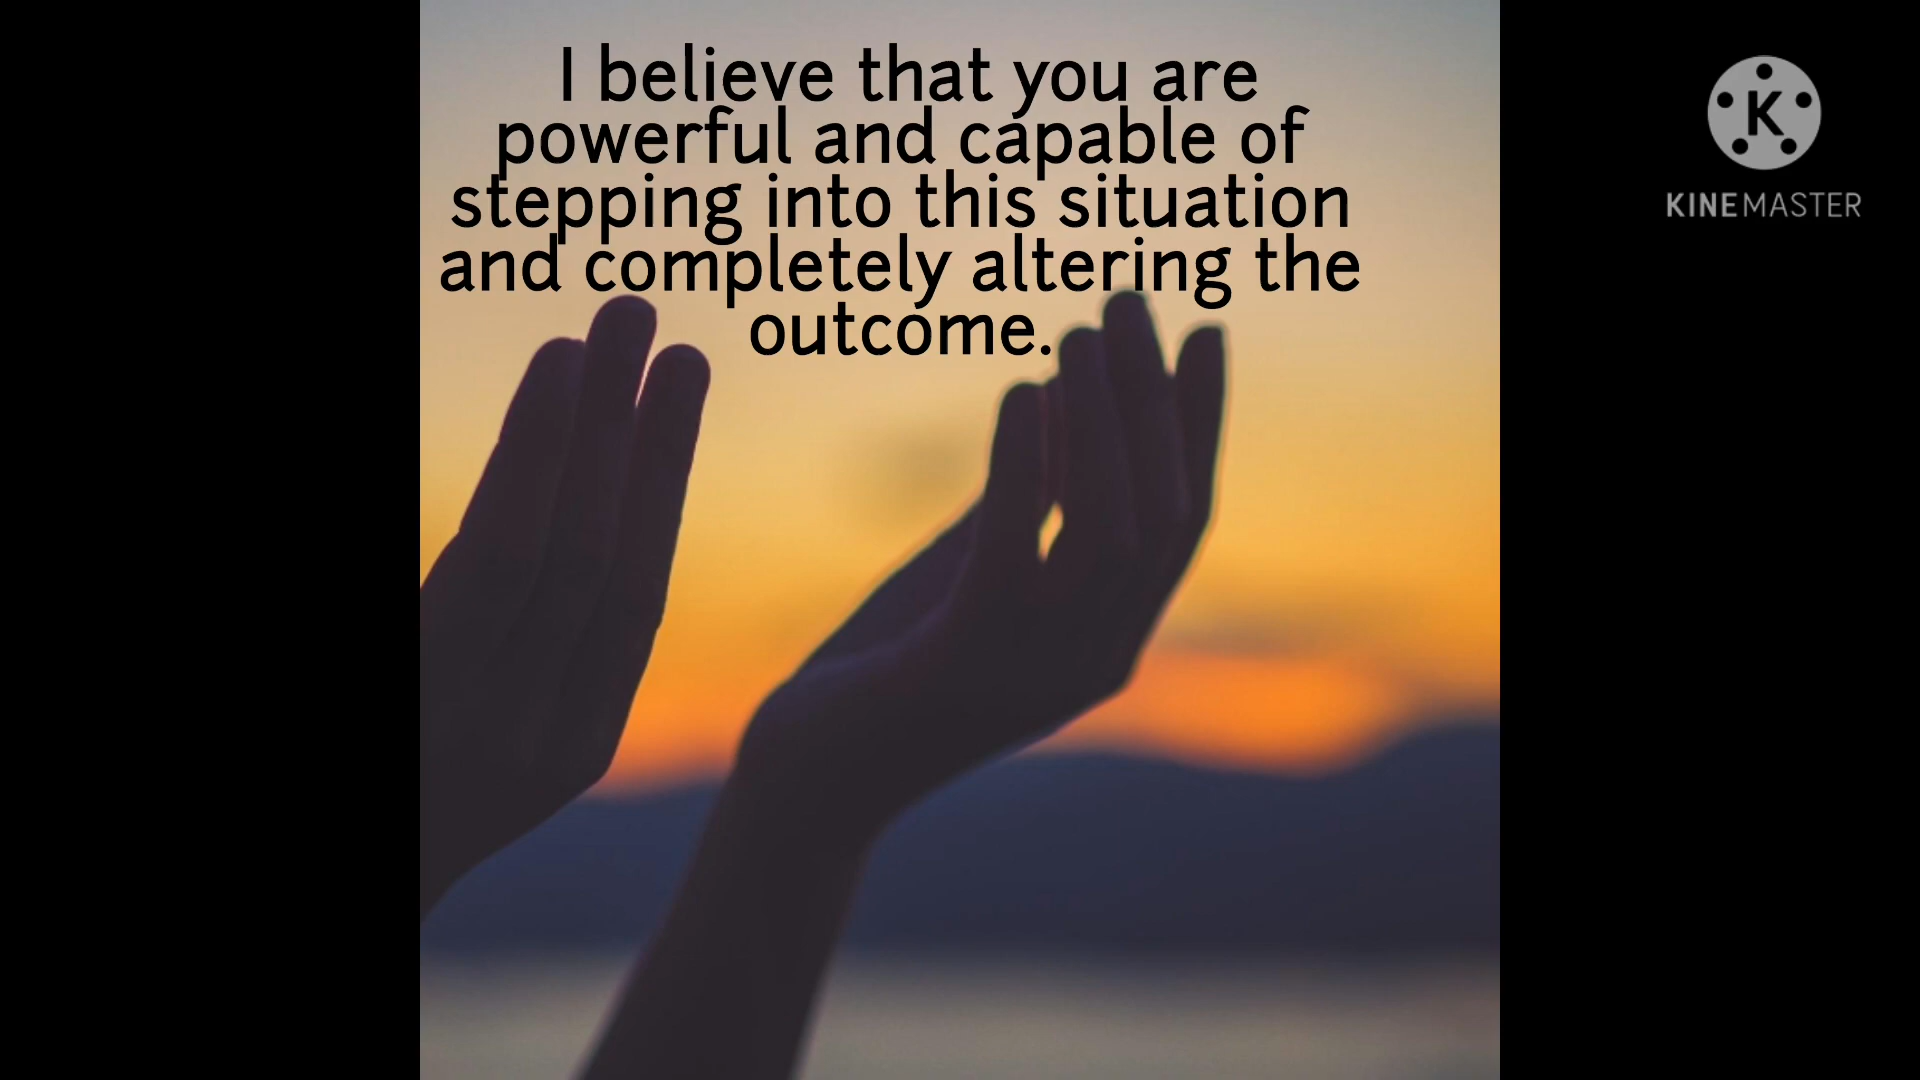 I believe that you are
powerful and capable of
stepping into this situation
and completely altering the
outcome.
K
KINEMASTER